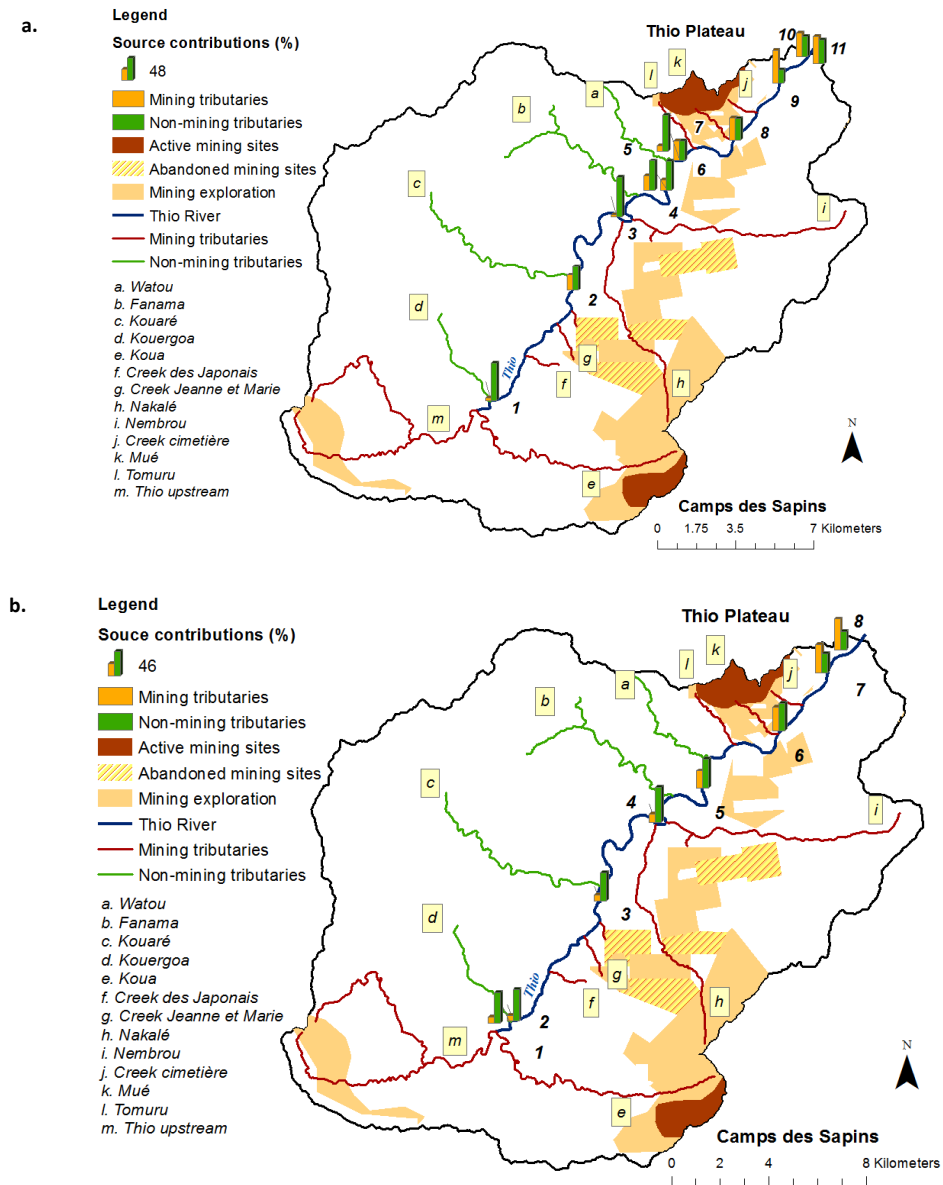 a.
Legend
Source contributions (%)
48
Mining tributaries
Non-mining tributaries
Active mining sites
Abandoned mining sites
Mining exploration
Thio River
Mining tributaries
Non-mining tributaries
a. Watou
b. Fanama
c. Kouaré
d. Kouergoa
e. Koua
f. Creek des Japonais
g. Creek Jeanne et Marie
h. Nakalé
i. Nembrou
j. Creek cimetière
k. Mué
l. Tomuru
m. Thio upstream
Thio Plateau
10
11
k
l
j
a
9
b
7
8
5
6
c
i
4
3
2
d
g
Thio
f
h
1
m
N
e
Camps des Sapins
0 1.75 3.5 7 Kilometers
b.
Legend
Souce contributions (%)
46
Mining tributaries
Non-mining tributaries
Active mining sites
Abandoned mining sites
Mining exploration
Thio River
Mining tributaries
Non-mining tributaries
a. Watou
b. Fanama
c. Kouaré
d. Kouergoa
e. Koua
f. Creek des Japonais
g. Creek Jeanne et Marie
h. Nakalé
i. Nembrou
j. Creek cimetière
k. Mué
l. Tomuru
m. Thio upstream
Thio Plateau
8
k
l
j
a
7
b
6
c
4
i
5
3
d
g
Thio
f
h
2
m
1
N
e
Camps des Sapins
0 2 4 8 Kilometers